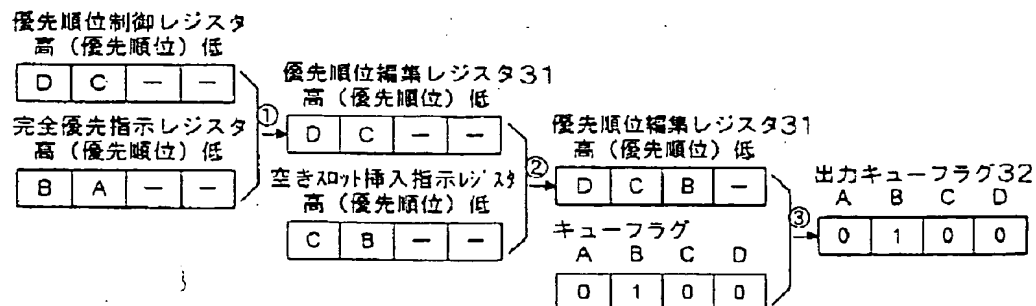 優先順位制御レジスタ
高（優先順位）低
D C — —
完全優先指示レジスタ
高（優先順位）低
B A — —
①
優先順位編集レジスタ31
高（優先順位）低
D C — —
空きスロット挿入指示レジスタ
高（優先順位）低
C B — —
②
優先順位編集レジスタ31
高（優先順位）低
D C B -
キューフラグ
A B C D
0 1 0 0
③
出力キューフラグ32
A B C D
0 1 0 0